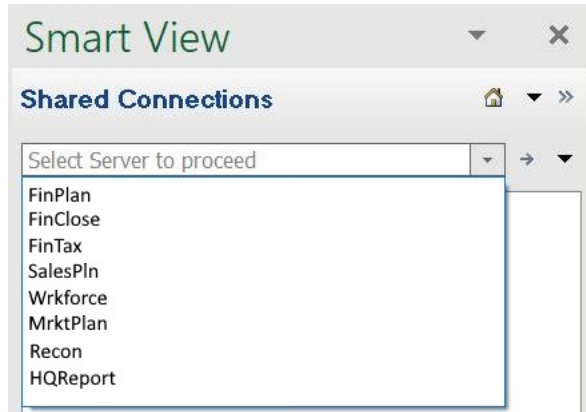 Smart View
Shared Connections
Select Server to proceed
FinPlan
FinClose
FinTax
SalesPln
Wrkforce
MrktPlan
Recon
HQReport